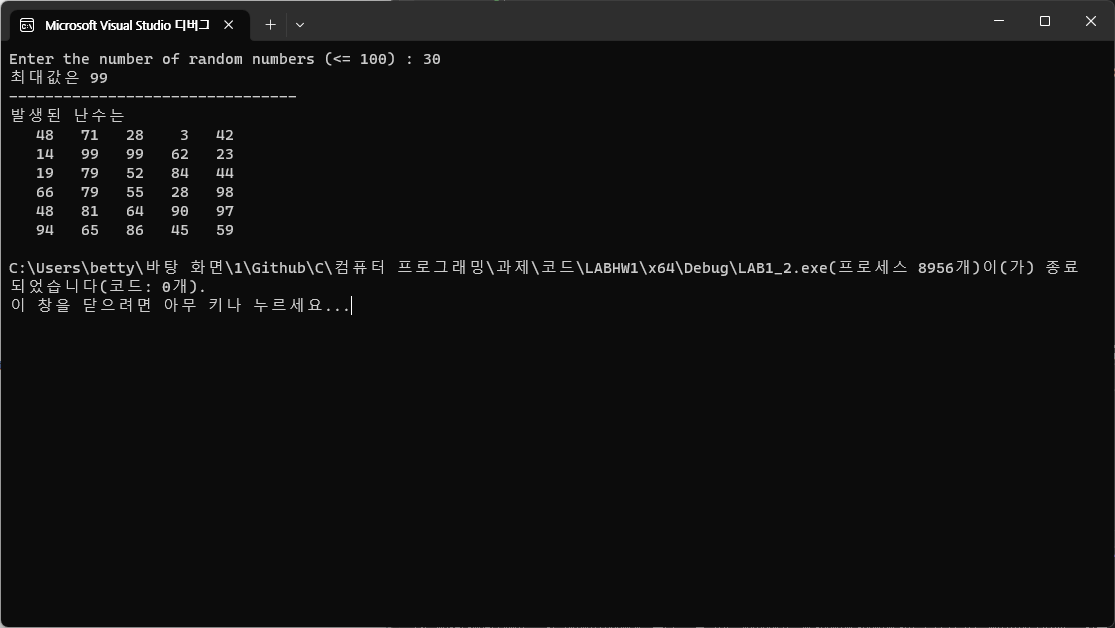 Microsoft Visual Studio 디버그
Enter the number of random numbers (<= 100) : 30
최대값은 99
--------------------------------
발생된 난수는
48 71 28 3 42
14 99 99 62 23
19 79 52 84 44
66 79 55 28 98
48 81 64 90 97
94 65 86 45 59
C:\Users\betty\바탕 화면\1\Github\C\컴퓨터 프로그래밍\과제\코드\LABHW1\x64\Debug\LAB1_2.exe(프로세스 8956개)이(가) 종료
되었습니다(코드: 0개).
이 창을 닫으려면 아무 키나 누르세요...